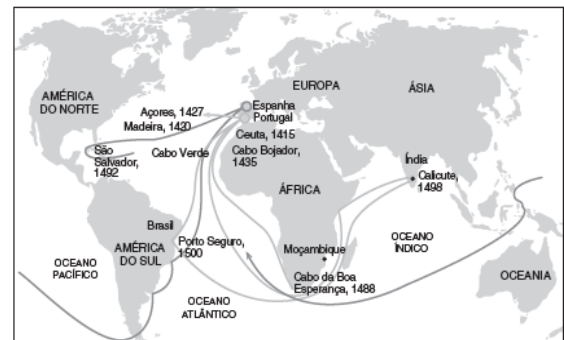 AMÉRICA
DO NORTE
EUROPA
ÁSIA
Açores, 1427
Espanha
Portugal
Madeira, 1420
Ceuta, 1415
São
Salvador,
1492
Cabo Verde
Cabo Bojador,
1435
Índia
Calicute,
1498
ÁFRICA
Brasil
AMÉRICA
DO SUL
Porto Seguro,
1500
Moçambique
OCEANO
ÍNDICO
OCEANO
PACÍFICO
Cabo da Boa
Esperança, 1488
OCEANIA
OCEANO
ATLÂNTICO